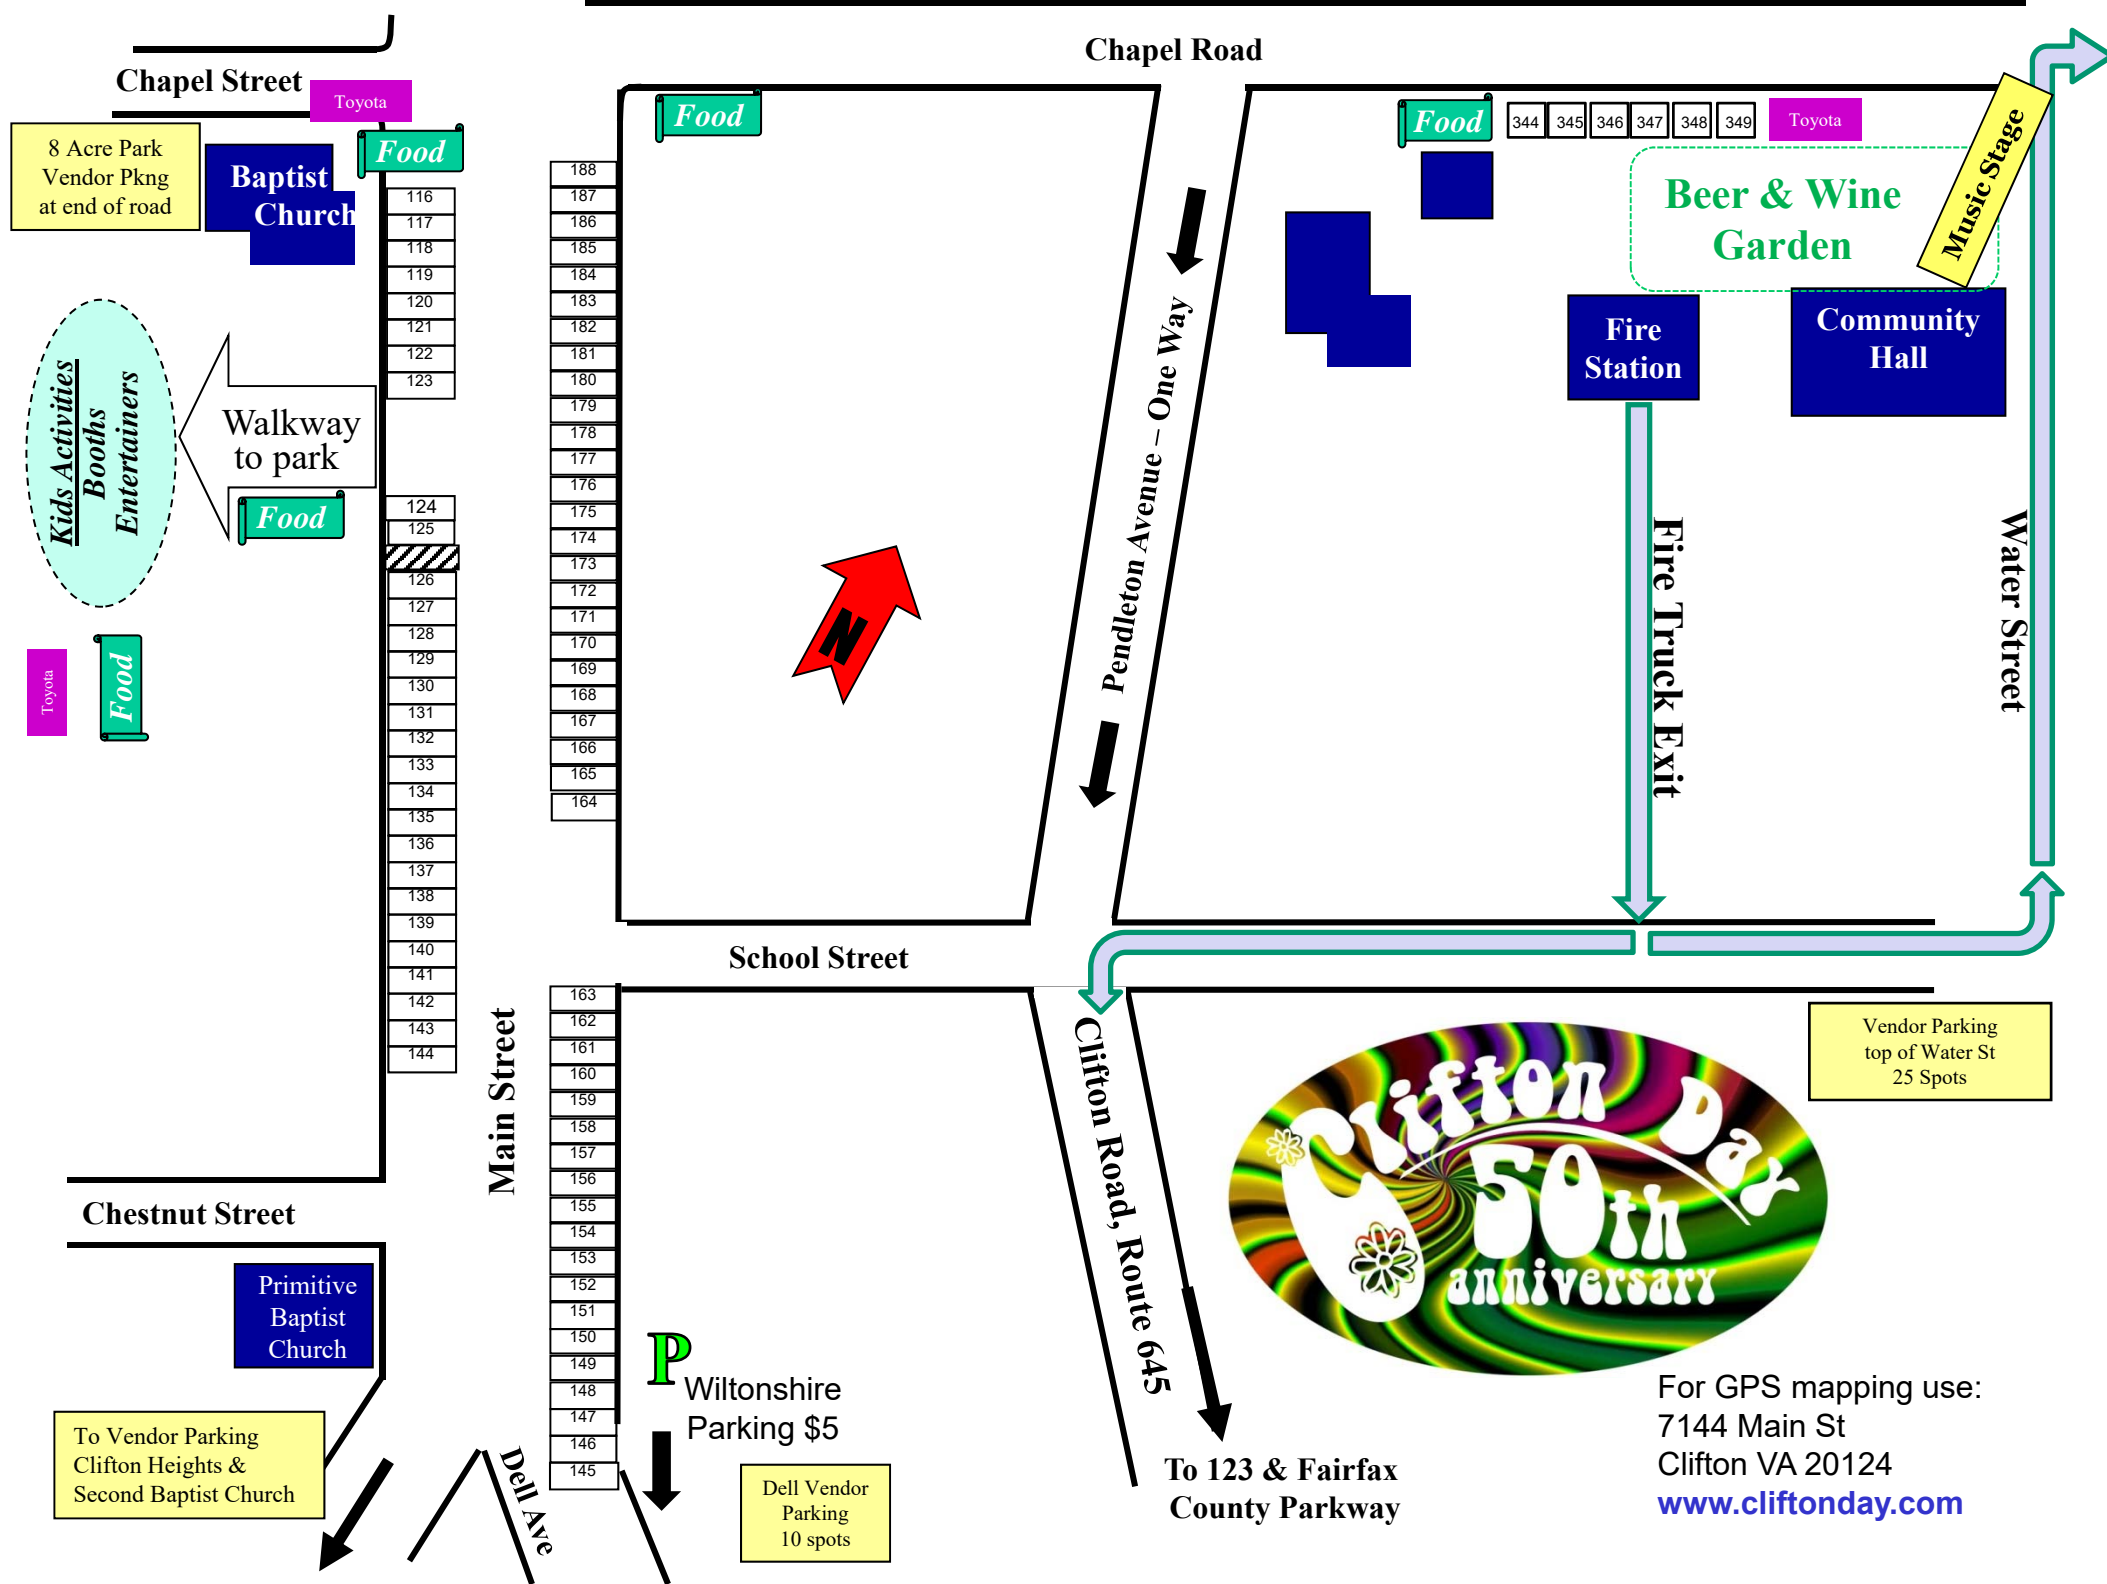 Chapel Road
Chapel Street
Toyota
8 Acre Park
Vendor Pkng
at end of road
Baptist
Church
Food
Food
Food
344
345
346
347
348
349
Toyota
Beer & Wine
Garden
Music Stage
Fire
Station
Community
Hall
116
117
118
119
120
121
122
123
Walkway
to park
Food
Kids Activities
Booths
Entertainers
Toyota
Food
124
125
126
127
128
129
130
131
132
133
134
135
136
137
138
139
140
141
142
143
144
188
187
186
185
184
183
182
181
180
179
178
177
176
175
174
173
172
171
170
169
168
167
166
165
164
N
Pendleton Avenue – One Way
Fire Truck Exit
Water Street
School Street
Main Street
163
162
161
160
159
158
157
156
155
154
153
152
151
150
149
148
147
146
145
Clifton Road, Route 645
Vendor Parking
top of Water St
25 Spots
Clifton Day
50th
anniversary
Chestnut Street
Primitive
Baptist
Church
To Vendor Parking
Clifton Heights &
Second Baptist Church
Dell Ave
P
Wiltonshire
Parking $5
Dell Vendor
Parking
10 spots
To 123 & Fairfax
County Parkway
For GPS mapping use:
7144 Main St
Clifton VA 20124
www.cliftonday.com